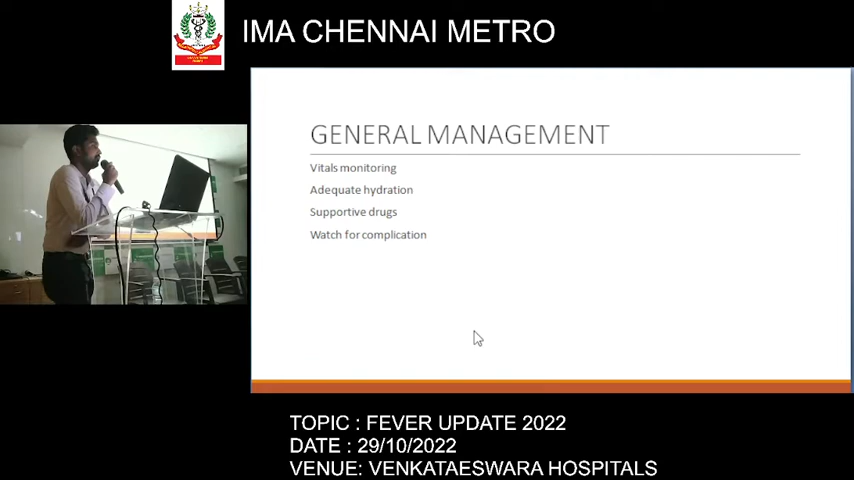 IMA CHENNAI METRO
GENERAL MANAGEMENT
Vitals monitoring
Adequate hydration
Supportive drugs
Watch for complication
TOPIC : FEVER UPDATE 2022
DATE : 29/10/2022
VENUE: VENKATAESWARA HOSPITALS